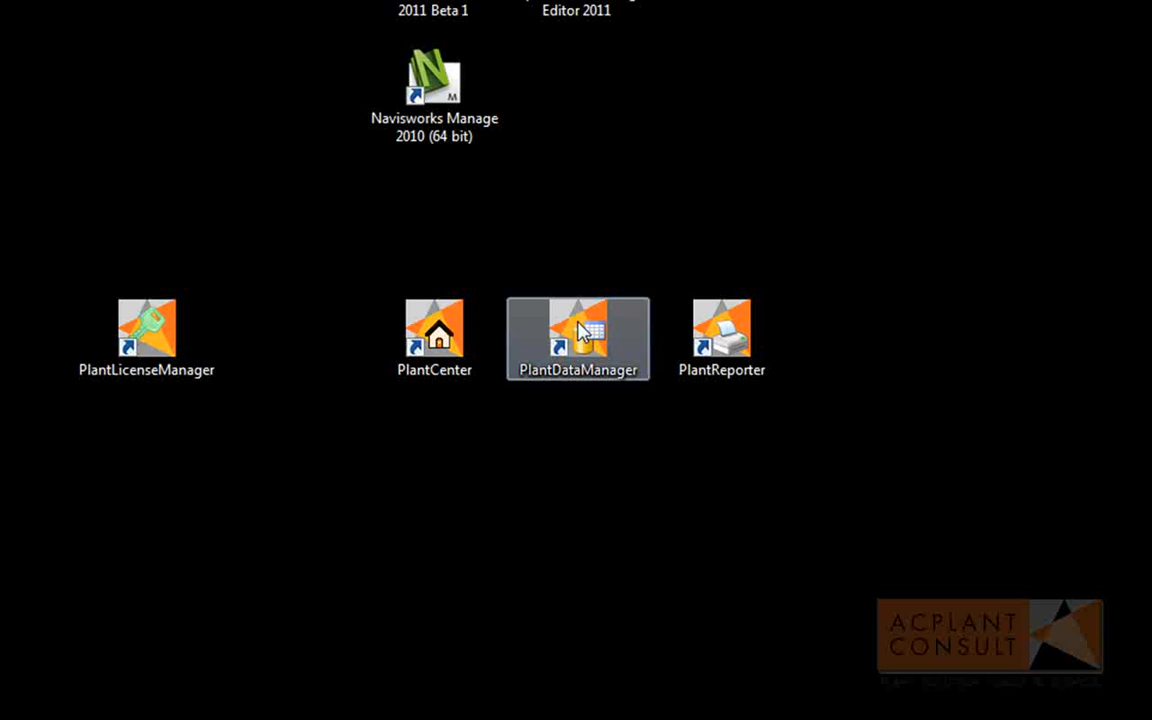 2011 Beta 1
Editor 2011
Navisworks Manage
2010 (64 bit)
PlantLicenseManager
PlantCenter
PlantDataManager
PlantReporter
ACPLANT
CONSULT